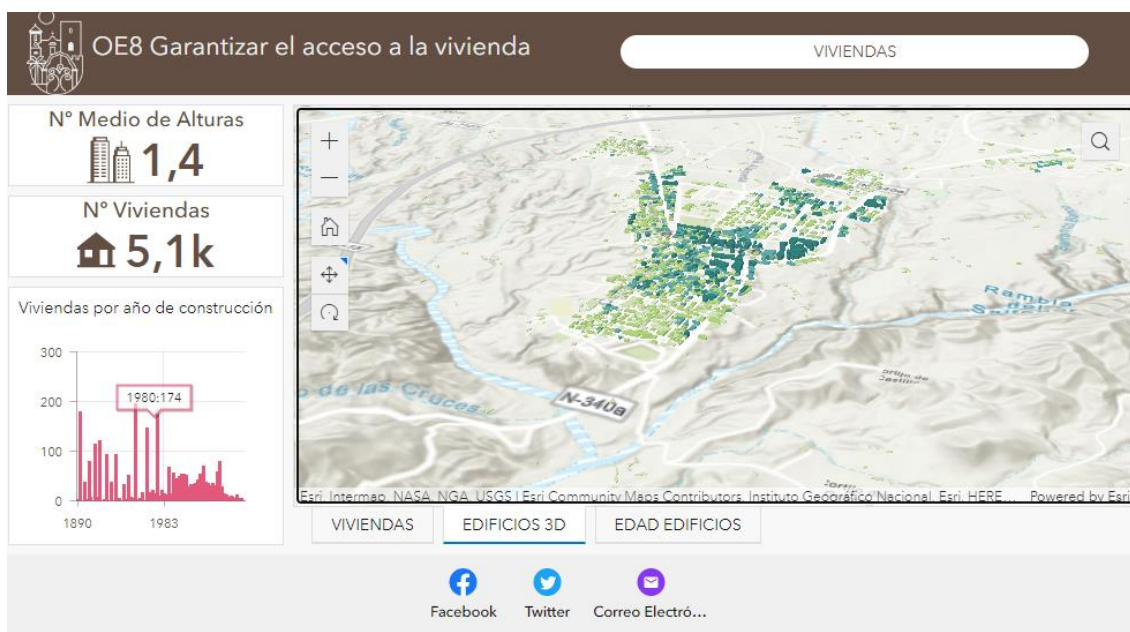 OE8 Garantizar el acceso a la vivienda
VIVIENDAS
Nº Medio de Alturas
1,4
Nº Viviendas
5,1k
Viviendas por año de construcción
300
200
100
0
1980:174
1890
1983
Rambla
del
o de las Cruces
N-340a
Esri, Intermap, NASA, NGA, USGS | Esri Community Maps Contributors, Instituto Geográfico Nacional, Esri, HERE...
Powered by Esri
VIVIENDAS
EDIFICIOS 3D
EDAD EDIFICIOS
Facebook
Twitter
Correo Electró...